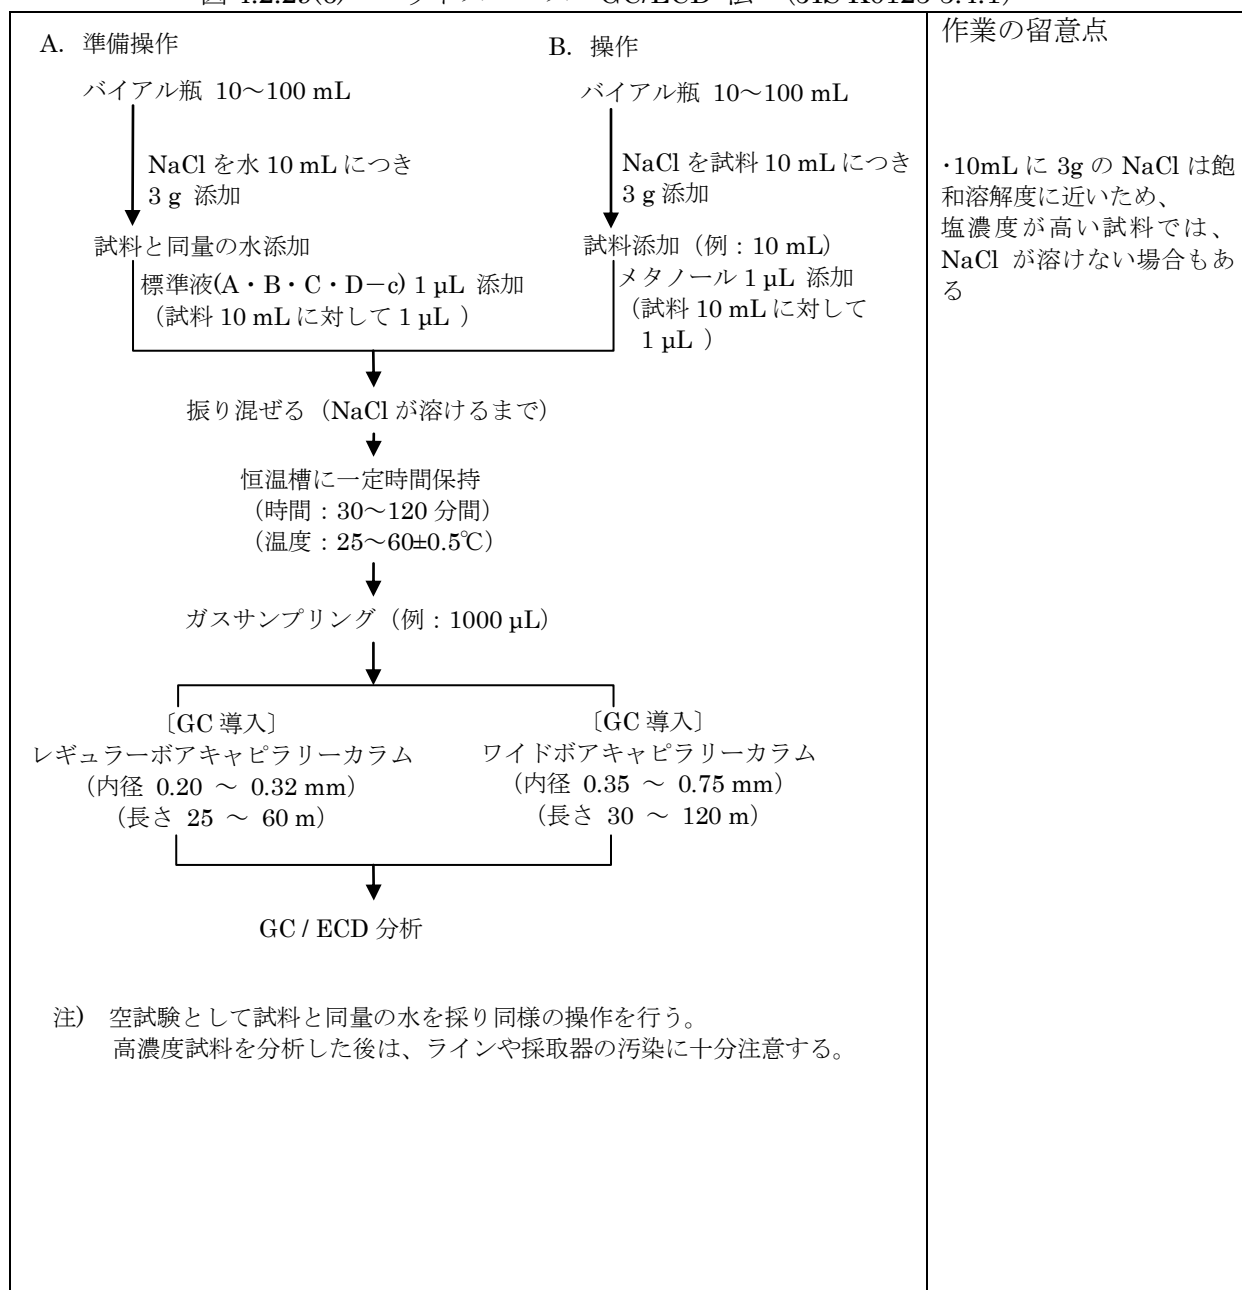 A. 準備操作
B. 操作
作業の留意点
バイアル瓶 10～100 mL
バイアル瓶 10～100 mL
NaCl を水 10 mL につき
3 g 添加
NaCl を試料 10 mL につき
3 g 添加
・10mL に 3g の NaCl は飽
和溶解度に近いため、
塩濃度が高い試料では、
NaCl が溶けない場合もあ
る
試料と同量の水添加
標準液(A・B・C・D－c) 1 µL 添加
（試料 10 mL に対して 1 µL ）
試料添加（例：10 mL）
メタノール 1 µL 添加
（試料 10 mL に対して
1 µL ）
振り混ぜる（NaCl が溶けるまで）
恒温槽に一定時間保持
（時間：30～120 分間）
（温度：25～60±0.5℃）
ガスサンプリング（例：1000 µL）
〔GC 導入〕
レギュラーボアキャピラリーカラム
（内径 0.20 ～ 0.32 mm）
（長さ 25 ～ 60 m）
〔GC 導入〕
ワイドボアキャピラリーカラム
（内径 0.35 ～ 0.75 mm）
（長さ 30 ～ 120 m）
GC / ECD 分析
注) 空試験として試料と同量の水を採り同様の操作を行う。
高濃度試料を分析した後は、ラインや採取器の汚染に十分注意する。